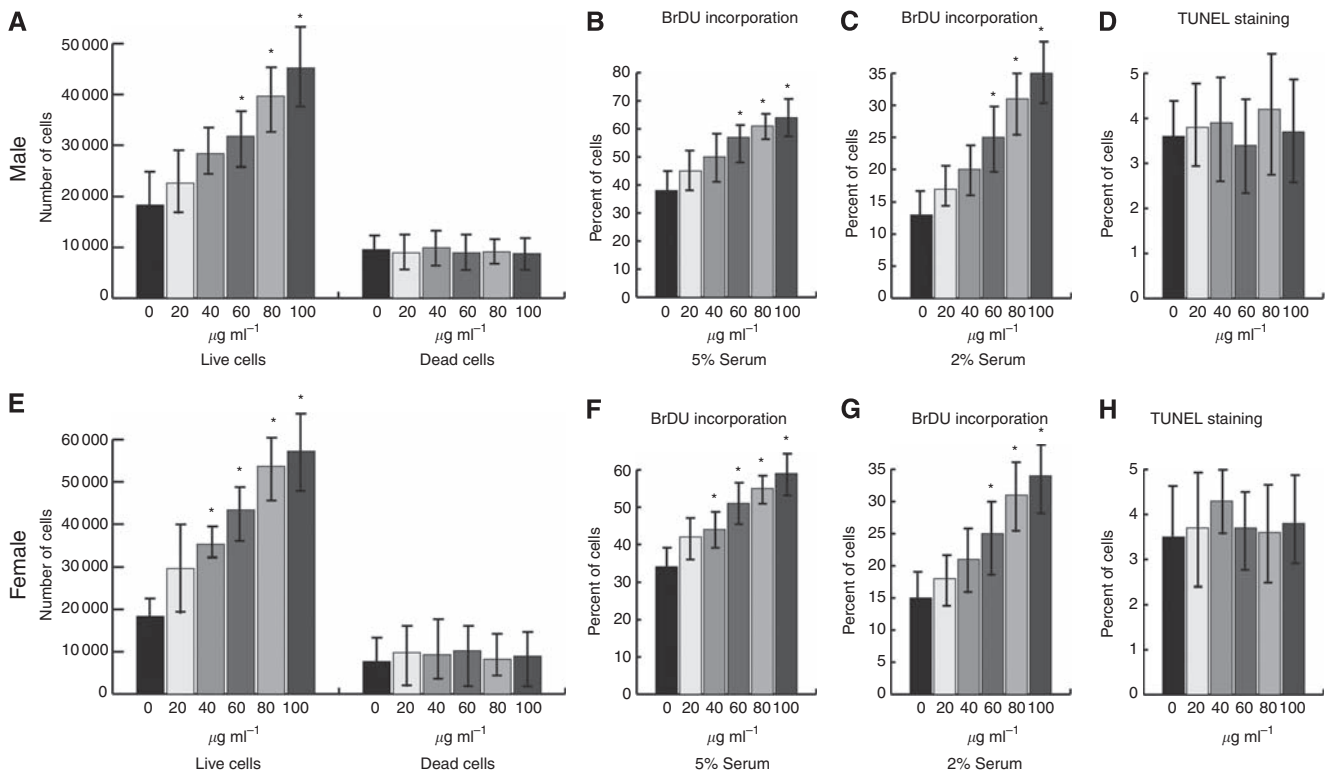 A
B BrDU incorporation
C BrDU incorporation
D TUNEL staining
Male
Number of cells
50 000
40 000
30 000
20 000
10 000
0
0 20 40 60 80 100 0 20 40 60 80 100
μg ml⁻¹ μg ml⁻¹
Live cells Dead cells
* * *
Percent of cells
80
70
60
50
40
30
20
10
0
* * *
0 20 40 60 80 100
μg ml⁻¹
5% Serum
Percent of cells
35
30
25
20
15
10
5
0
* * *
0 20 40 60 80 100
μg ml⁻¹
2% Serum
Percent of cells
5
4
3
2
1
0
0 20 40 60 80 100
μg ml⁻¹
E
F BrDU incorporation
G BrDU incorporation
H TUNEL staining
Female
Number of cells
60 000
50 000
40 000
30 000
20 000
10 000
0
* * * *
0 20 40 60 80 100 0 20 40 60 80 100
μg ml⁻¹ μg ml⁻¹
Live cells Dead cells
Percent of cells
60
50
40
30
20
10
0
* * * *
0 20 40 60 80 100
μg ml⁻¹
5% Serum
Percent of cells
35
30
25
20
15
10
5
0
* * *
0 20 40 60 80 100
μg ml⁻¹
2% Serum
Percent of cells
5
4
3
2
1
0
0 20 40 60 80 100
μg ml⁻¹